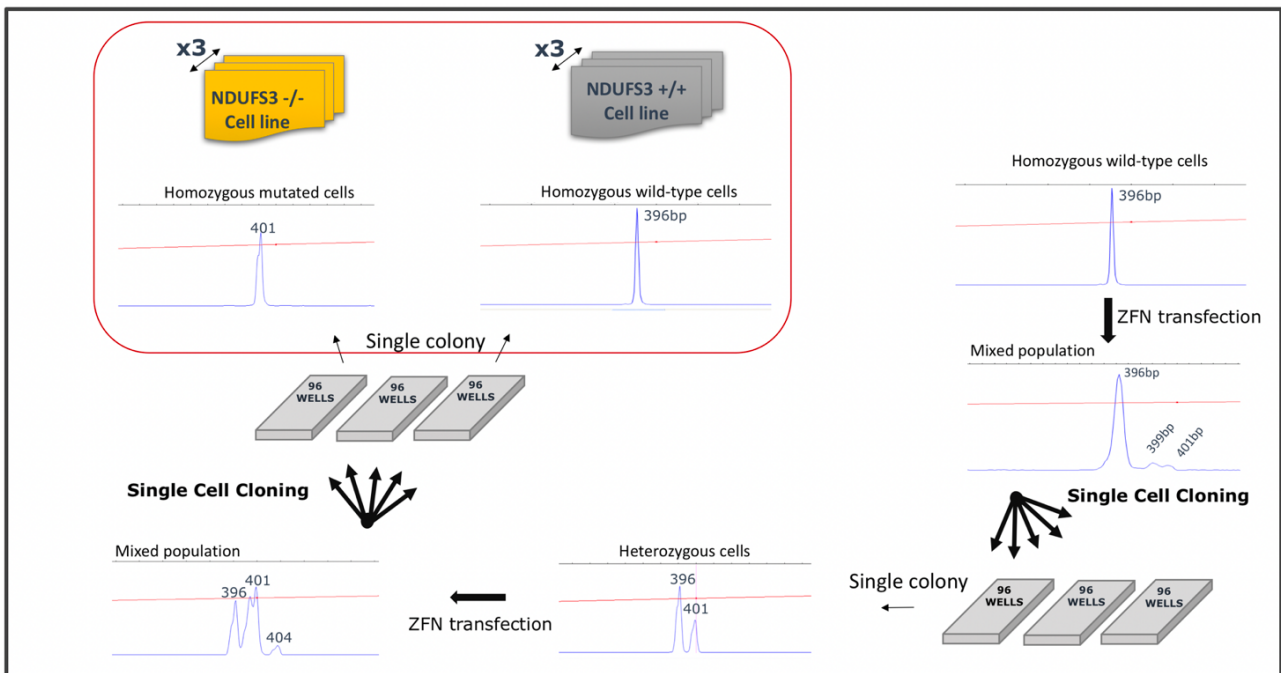 x3
NDUFS3 -/-
Cell line
x3
NDUFS3 +/+
Cell line
Homozygous mutated cells
401
Homozygous wild-type cells
396bp
Homozygous wild-type cells
396bp
ZFN transfection
Mixed population
396bp
399bp
401bp
Single Cell Cloning
96
WELLS
96
WELLS
96
WELLS
Single colony
Heterozygous cells
396
401
ZFN transfection
Mixed population
396
401
404
Single Cell Cloning
96
WELLS
96
WELLS
96
WELLS
Single colony